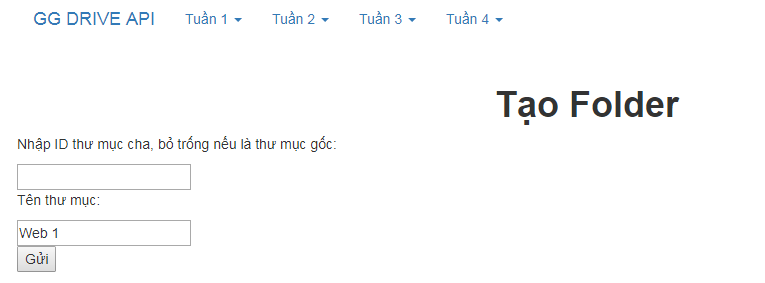 GG DRIVE API Tuần 1 Tuần 2 Tuần 3 Tuần 4
Tạo Folder
Nhập ID thư mục cha, bỏ trống nếu là thư mục gốc:
Tên thư mục:
Web 1
Gửi